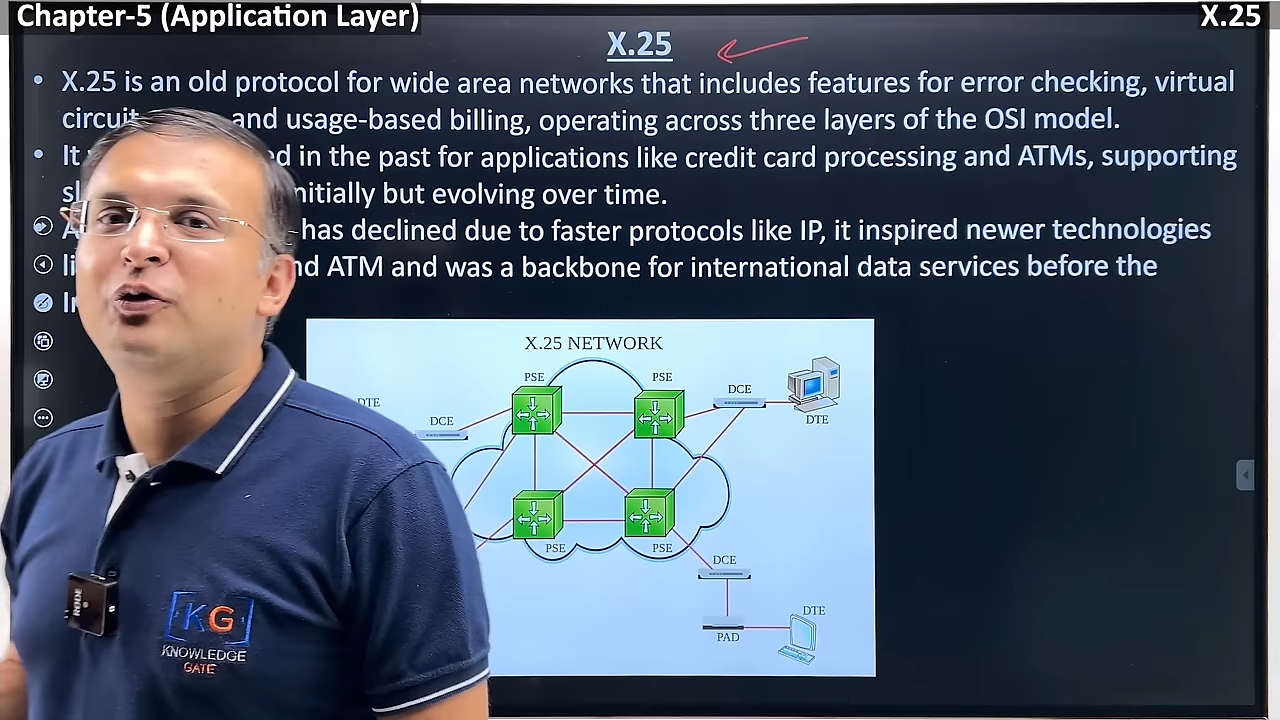 Chapter-5 (Application Layer)
X.25
X.25
• X.25 is an old protocol for wide area networks that includes features for error checking, virtual
and usage-based billing, operating across three layers of the OSI model.
• It in the past for applications like credit card processing and ATMs, supporting
but evolving over time.
has declined due to faster protocols like IP, it inspired newer technologies
ATM and was a backbone for international data services before the
X.25 NETWORK
PSE
PSE
DCE
DTE
DCE
DTE
PSE
PSE
DCE
DTE
PAD
RODE
KG
KNOWLEDGE
GATE